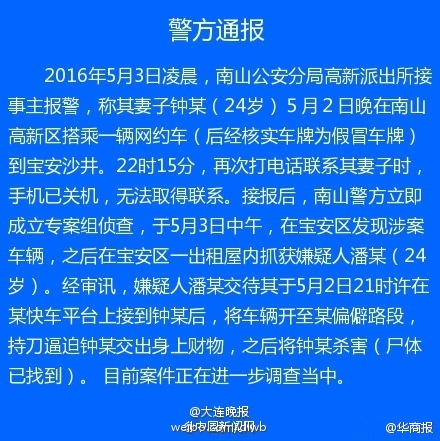 警方通报
2016年5月3日凌晨，南山公安分局高新派出所接
事主报警，称其妻子钟某（24岁）５月２日晚在南山
高新区搭乘一辆网约车（后经核实车牌为假冒车牌）
到宝安沙井。22时15分，再次打电话联系其妻子时，
手机已关机，无法取得联系。接报后，南山警方立即
成立专案组侦查，于5月3日中午，在宝安区发现涉案
车辆，之后在宝安区一出租屋内抓获嫌疑人潘某（24
岁）。经审讯，嫌疑人潘某交待其于5月2日21时许在
某快车平台上接到钟某后，将车辆开至某偏僻路段，
持刀逼迫钟某交出身上财物，之后将钟某杀害（尸体
已找到）。 目前案件正在进一步调查当中。
@大连晚报
@华商报